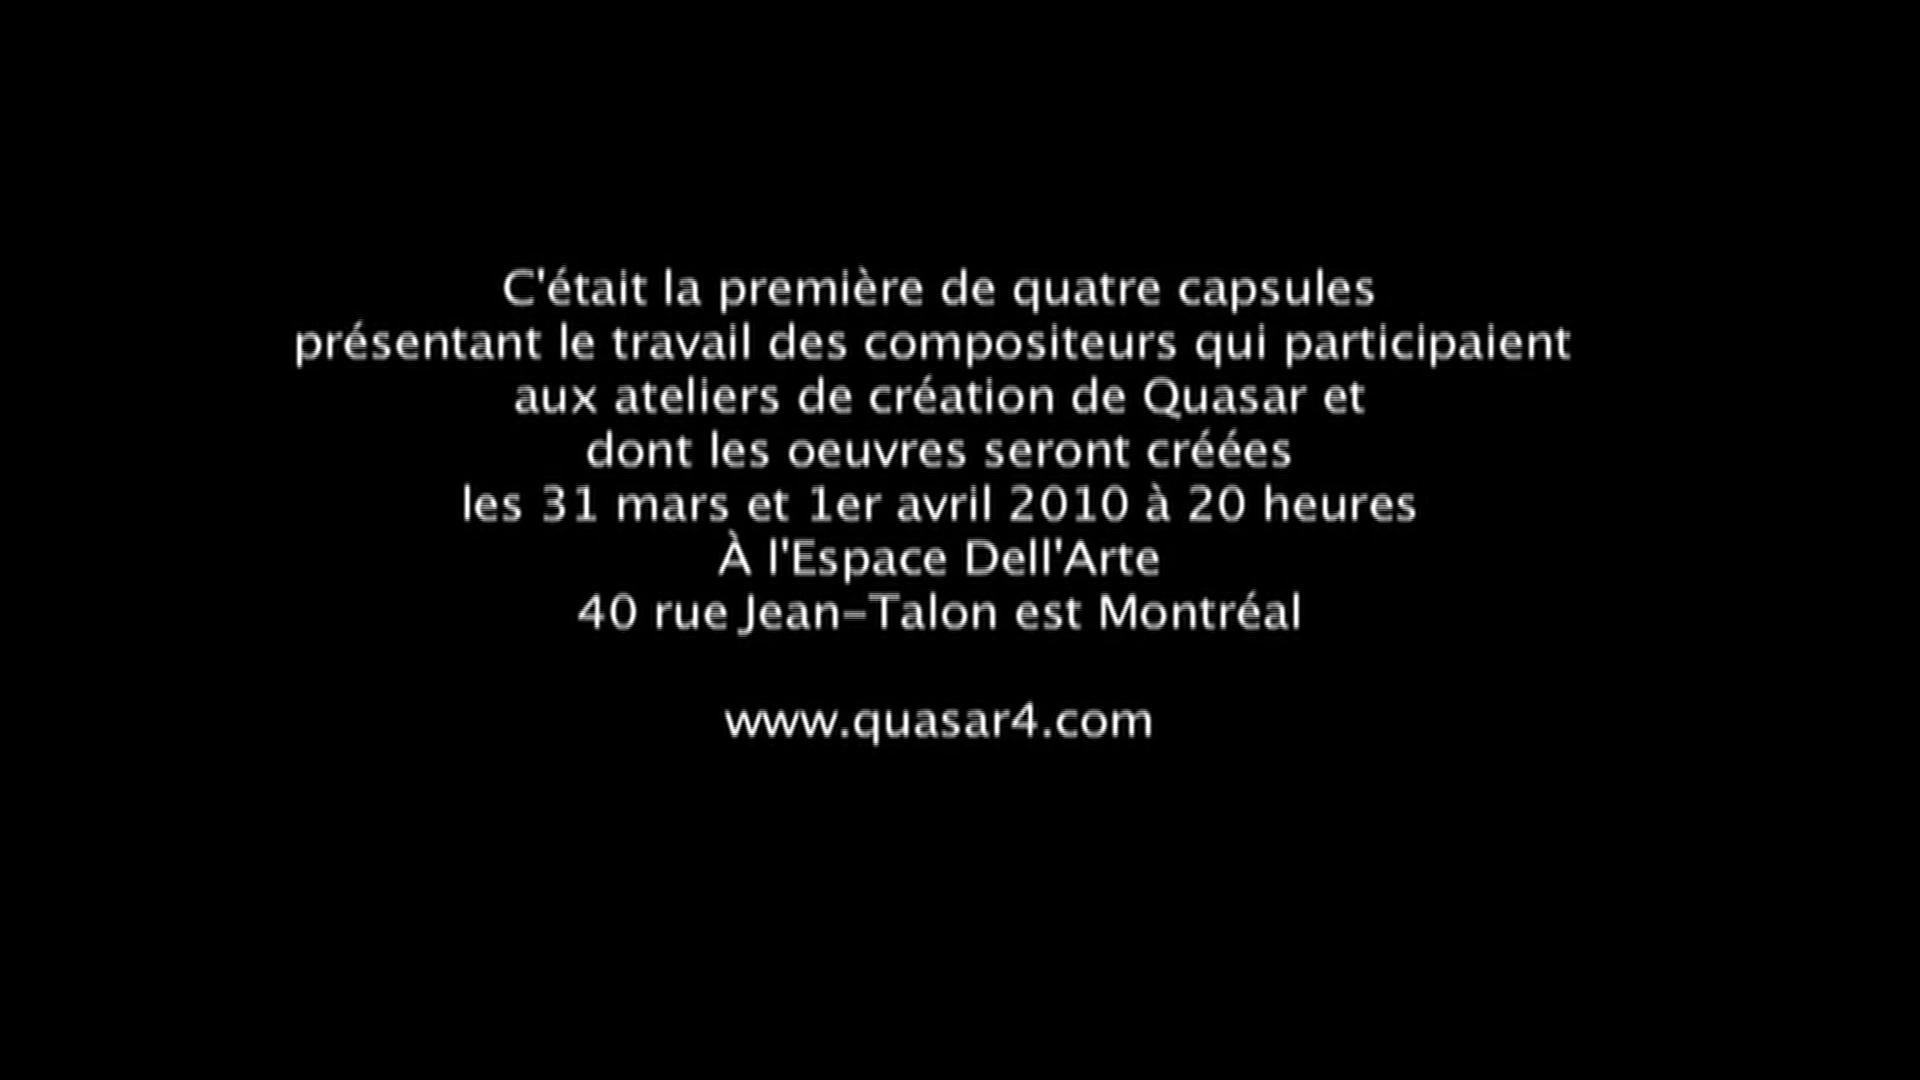 C'était la première de quatre capsules
présentant le travail des compositeurs qui participaient
aux ateliers de création de Quasar et
dont les oeuvres seront créées
les 31 mars et 1er avril 2010 à 20 heures
À l'Espace Dell'Arte
40 rue Jean-Talon est Montréal
www.quasar4.com